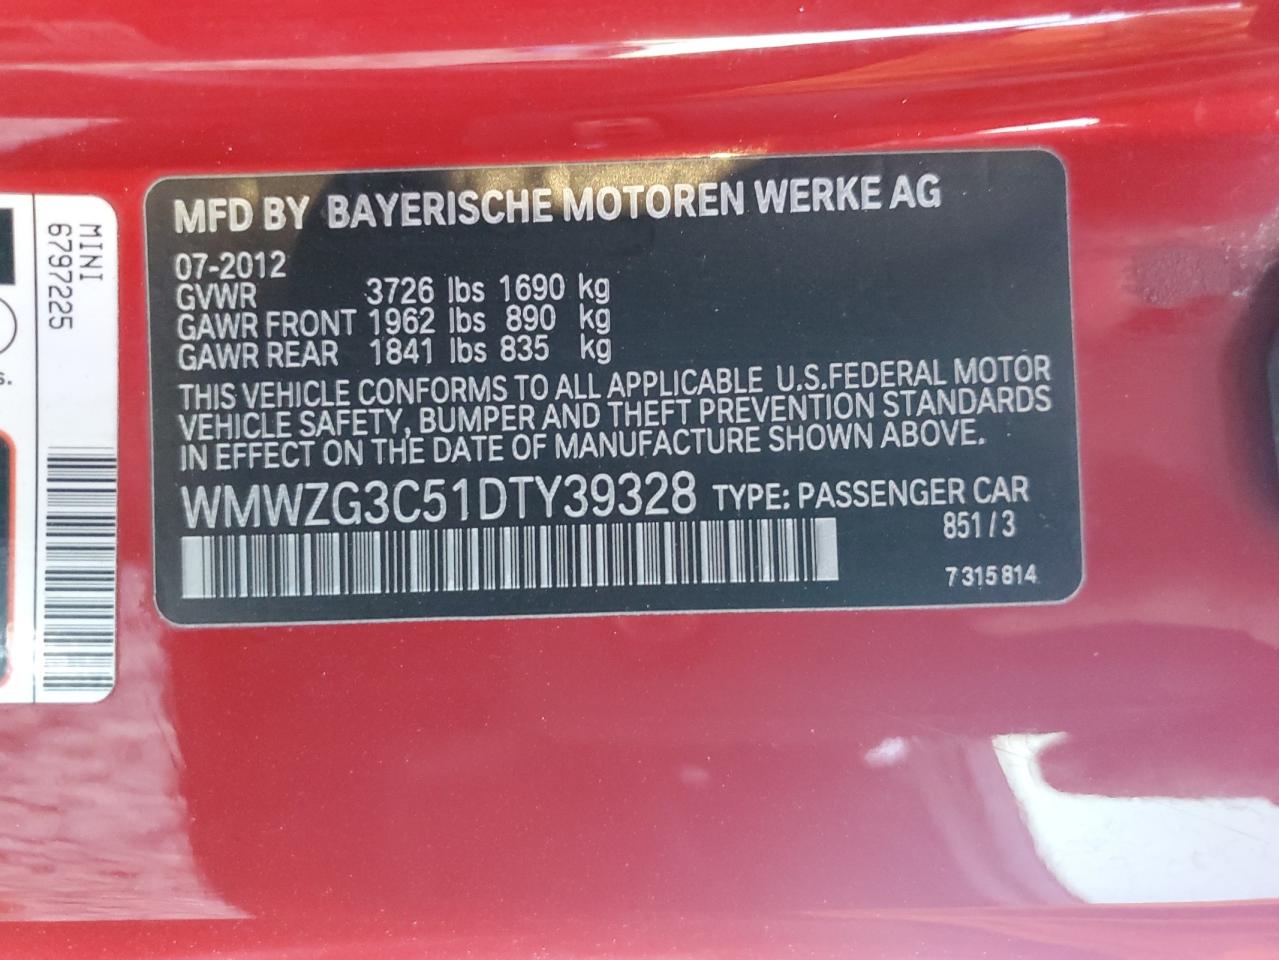 MINI
6797225
s.
MFD BY BAYERISCHE MOTOREN WERKE AG
07-2012
GVWR 3726 lbs 1690 kg
GAWR FRONT 1962 lbs 890 kg
GAWR REAR 1841 lbs 835 kg
THIS VEHICLE CONFORMS TO ALL APPLICABLE U.S.FEDERAL MOTOR
VEHICLE SAFETY, BUMPER AND THEFT PREVENTION STANDARDS
IN EFFECT ON THE DATE OF MANUFACTURE SHOWN ABOVE.
WMWZG3C51DTY39328 TYPE: PASSENGER CAR
851/3
7315814